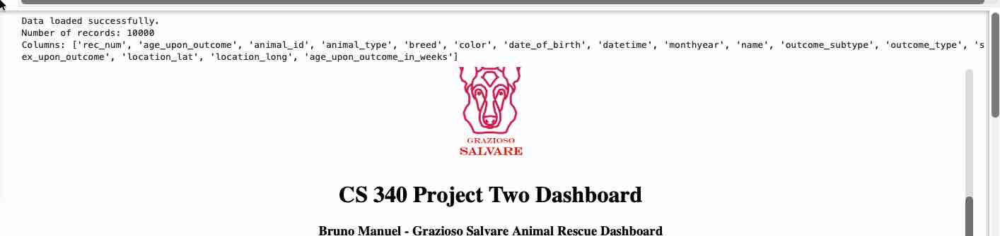 Data loaded successfully.
Number of records: 10000
Columns: ['rec_num', 'age_upon_outcome', 'animal_id', 'animal_type', 'breed', 'color', 'date_of_birth', 'datetime', 'monthyear', 'name', 'outcome_subtype', 'outcome_type', 's
ex_upon_outcome', 'location_lat', 'location_long', 'age_upon_outcome_in_weeks']
GRAZIOSO
SALVARE
CS 340 Project Two Dashboard
Bruno Manuel - Grazioso Salvare Animal Rescue Dashboard